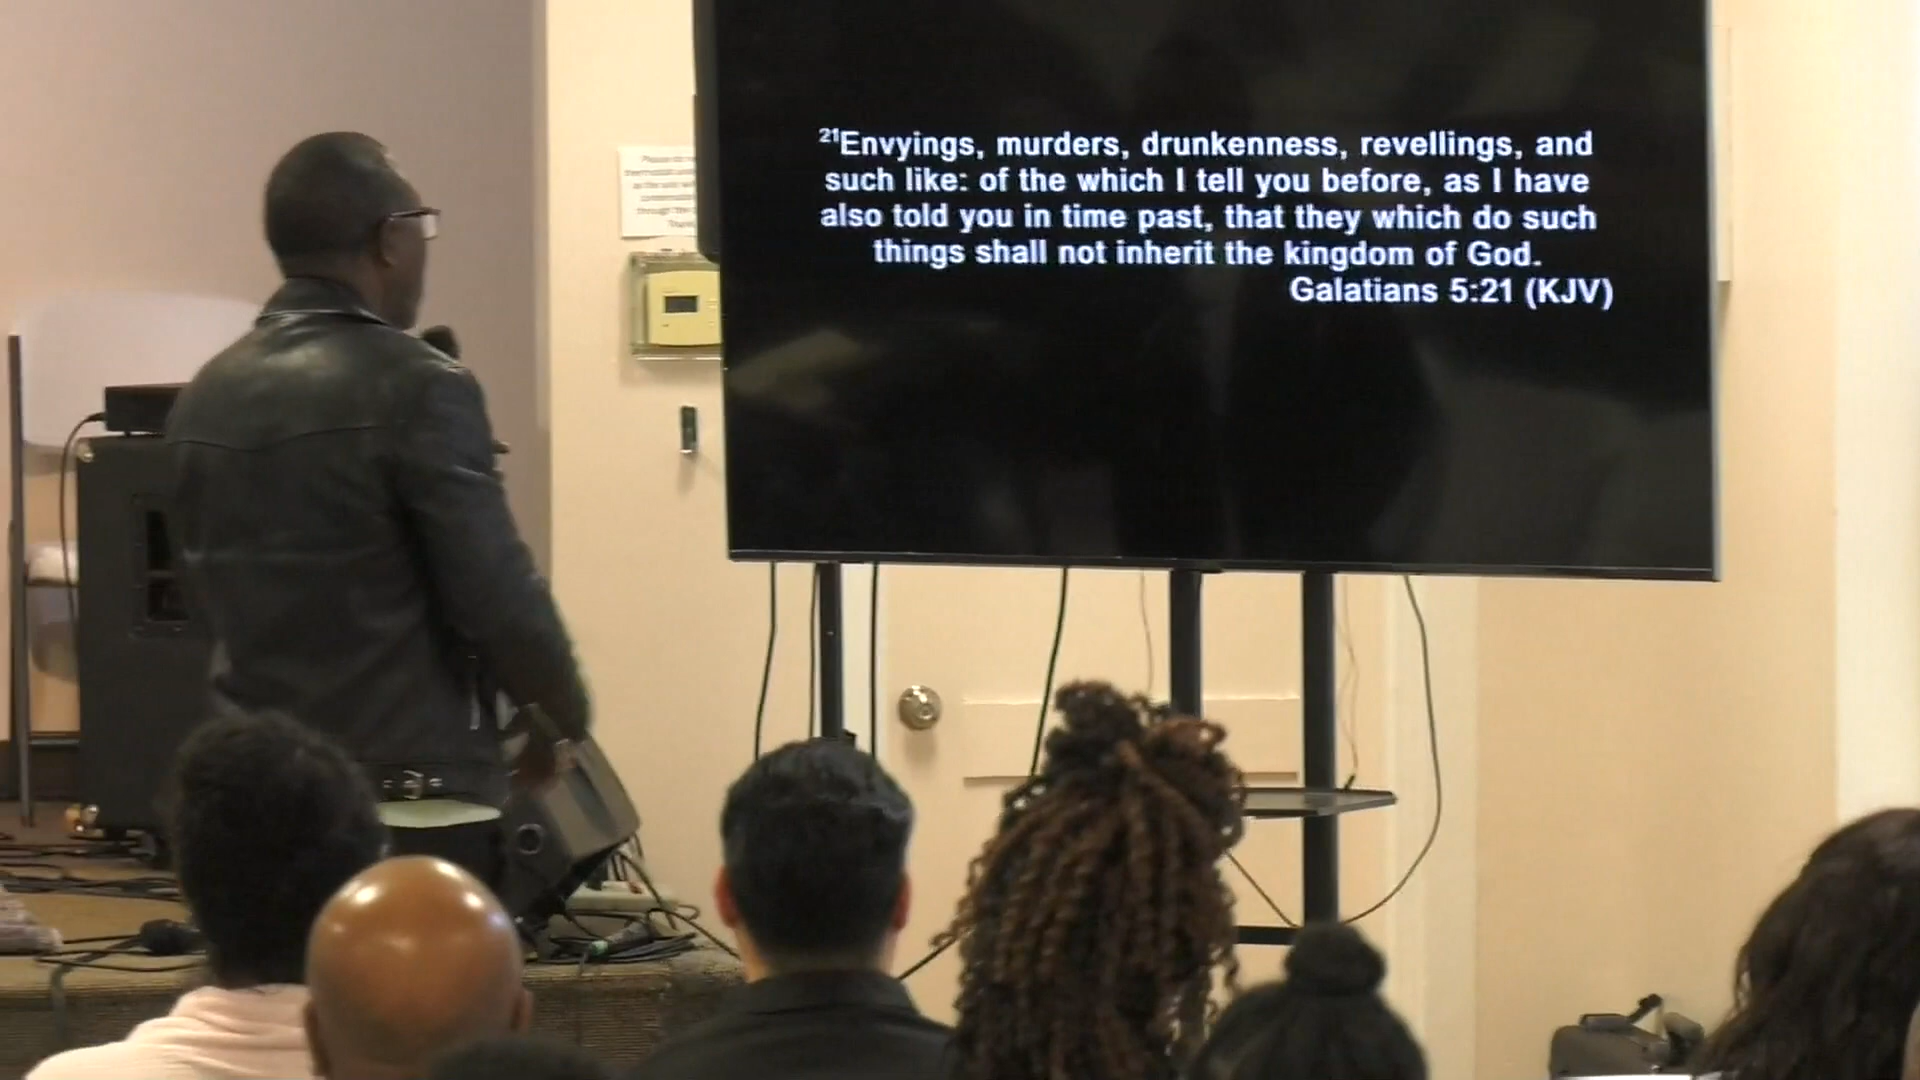 ²¹Envyings, murders, drunkenness, revellings, and
such like: of the which I tell you before, as I have
also told you in time past, that they which do such
things shall not inherit the kingdom of God.
Galatians 5:21 (KJV)